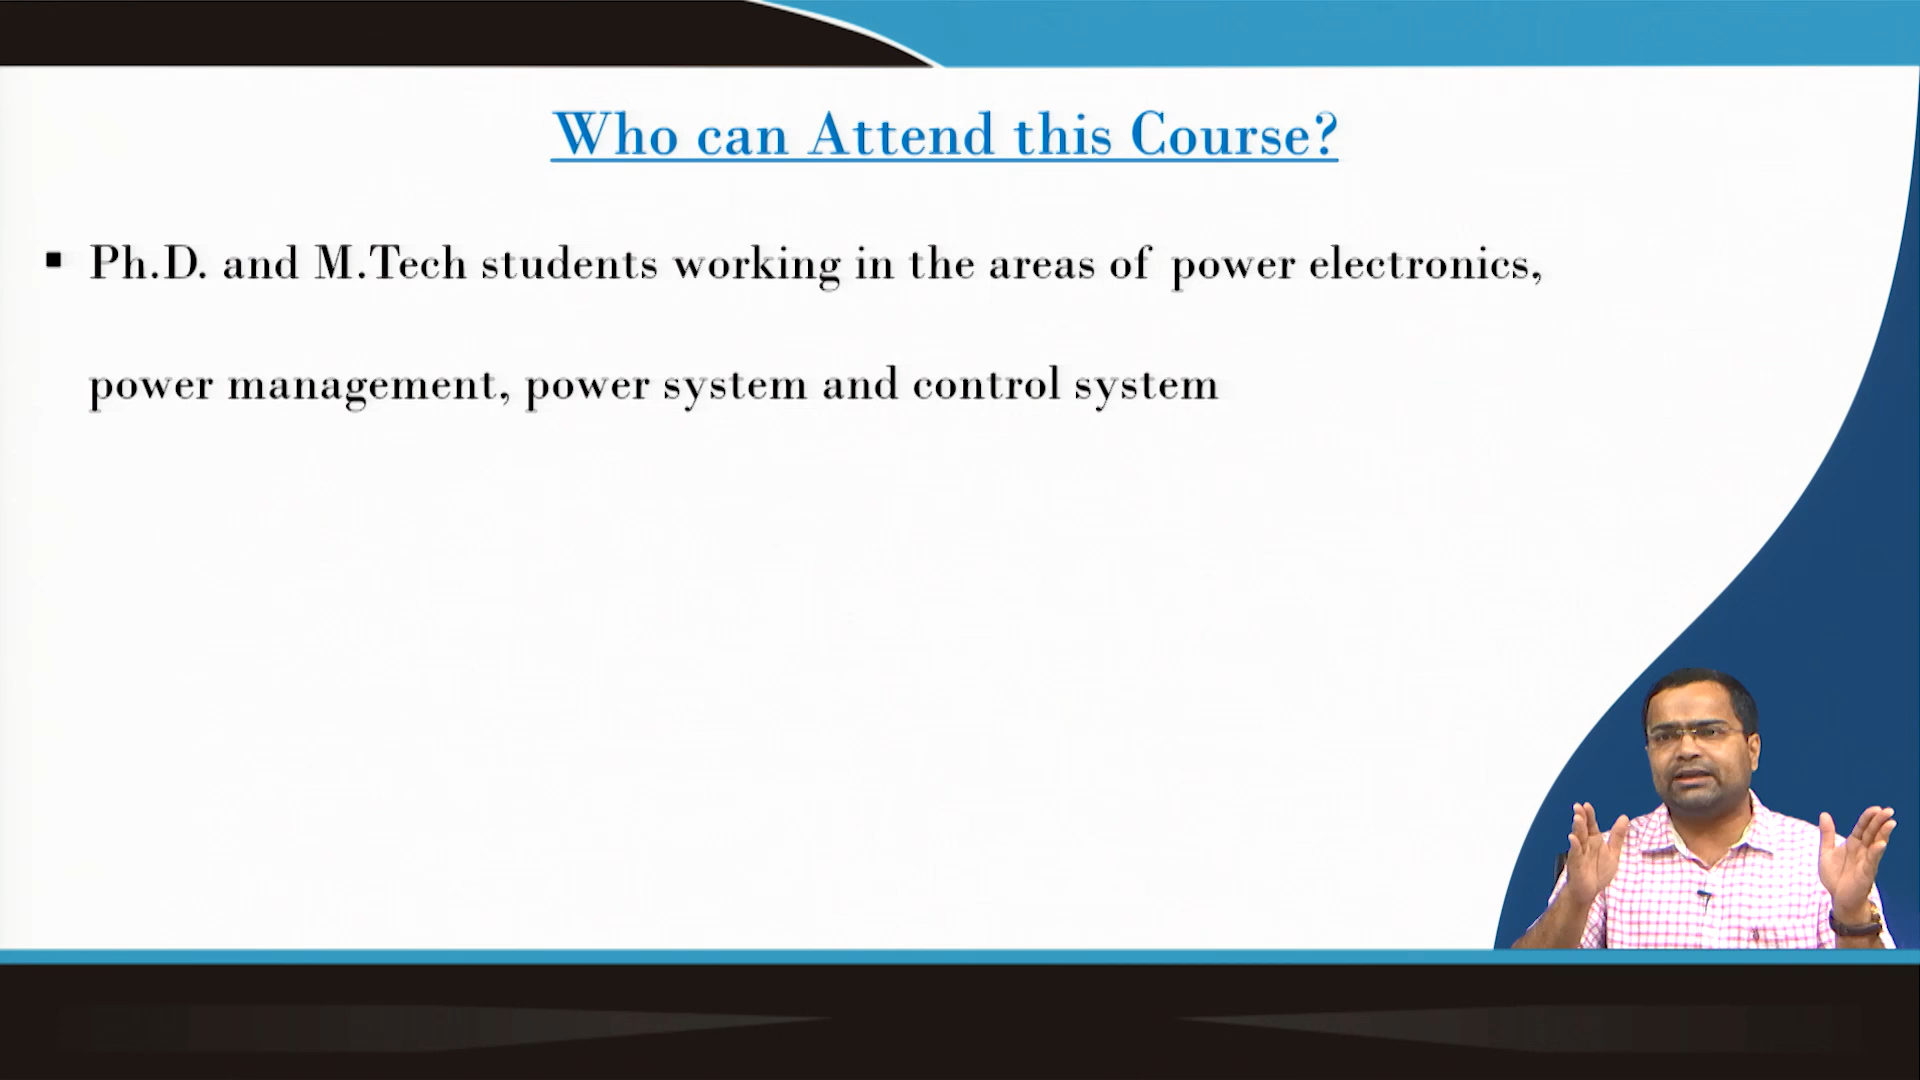 Who can Attend this Course?
▪ Ph.D. and M.Tech students working in the areas of power electronics,
power management, power system and control system